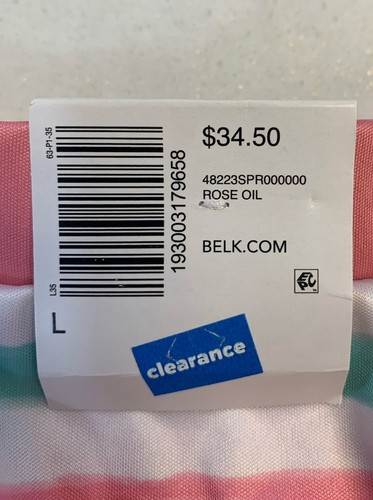 63-P1-35
L35
193003179658
L
$34.50
48223SPR000000
ROSE OIL
BELK.COM
clearance